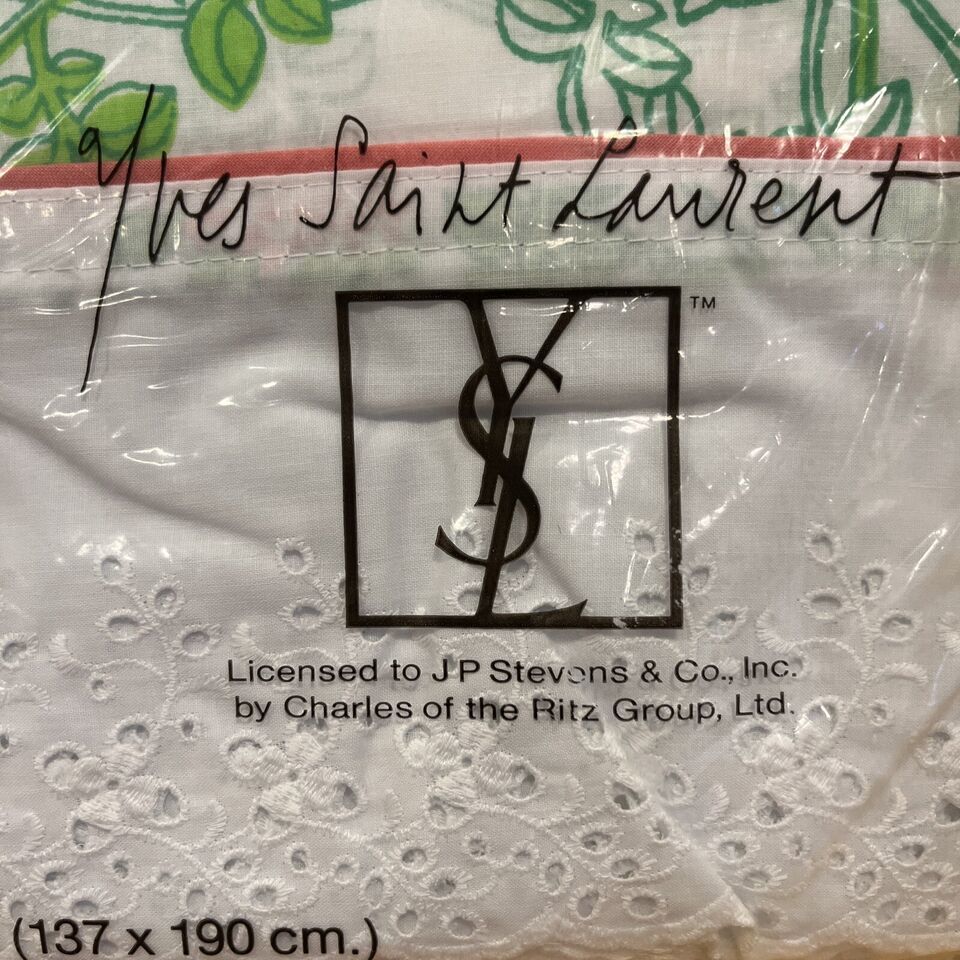 Yves Saint Laurent
YSL
TM
Licensed to J P Stevens & Co., Inc.
by Charles of the Ritz Group, Ltd.
(137 x 190 cm.)